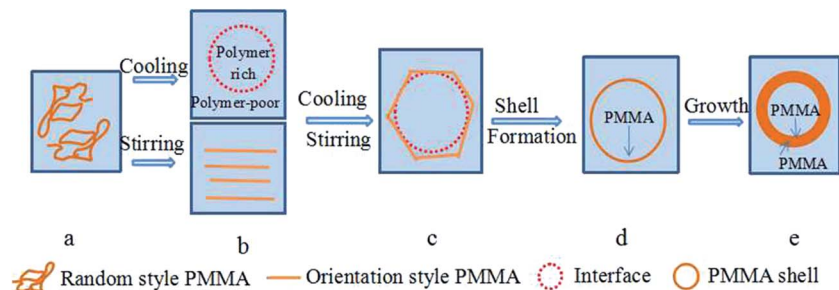 Cooling
Stirring
Polymer
rich
Polymer-poor
Cooling
Stirring
Shell
Formation
PMMA
Growth
PMMA
PMMA
a
b
c
d
e
Random style PMMA
Orientation style PMMA
Interface
PMMA shell